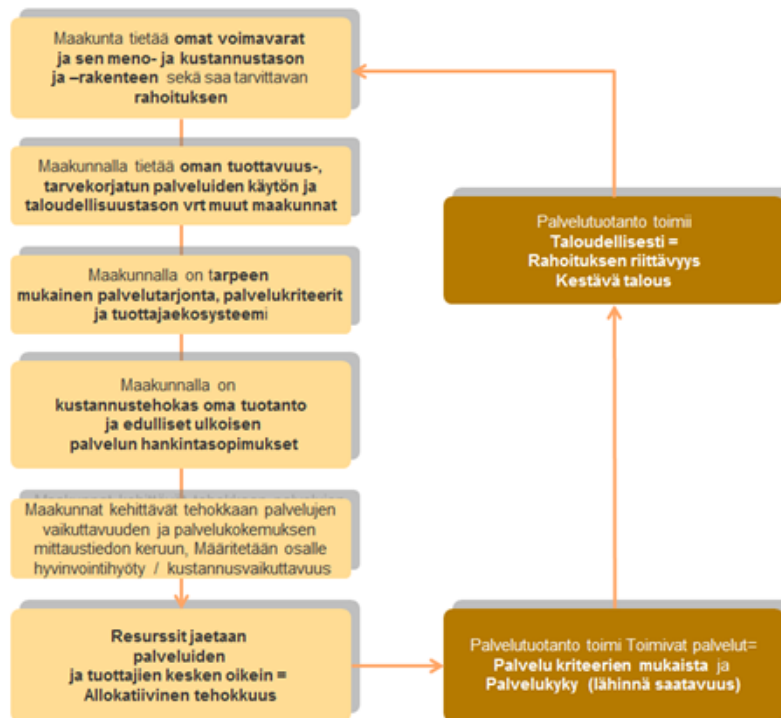 Maakunta tietää omat voimavarat
ja sen meno- ja kustannustason
ja –rakenteen sekä saa tarvittavan
rahoituksen
Maakunnalla tietää oman tuottavuus-,
tarvekorjatun palveluiden käytön ja
taloudellisuustason vrt muut maakunnat
Maakunnalla on tarpeen
mukainen palvelutarjonta, palvelukriteerit
ja tuottajaekosysteemi
Maakunnalla on
kustannustehokas oma tuotanto
ja edulliset ulkoisen
palvelun hankintasopimukset
Maakunnat kehittävät tehokkaan palvelujen
vaikuttavuuden ja palvelukokemuksen
mittaustiedon keruun, Määritetään osalle
hyvinvointihyöty / kustannusvaikuttavuus
Resurssit jaetaan
palveluiden
ja tuottajien kesken oikein =
Allokatiivinen tehokkuus
Palvelutuotanto toimi Toimivat palvelut=
Palvelu kriteerien mukaista ja
Palvelukyky (lähinnä saatavuus)
Palvelutuotanto toimii
Taloudellisesti =
Rahoituksen riittävyys
Kestävä talous